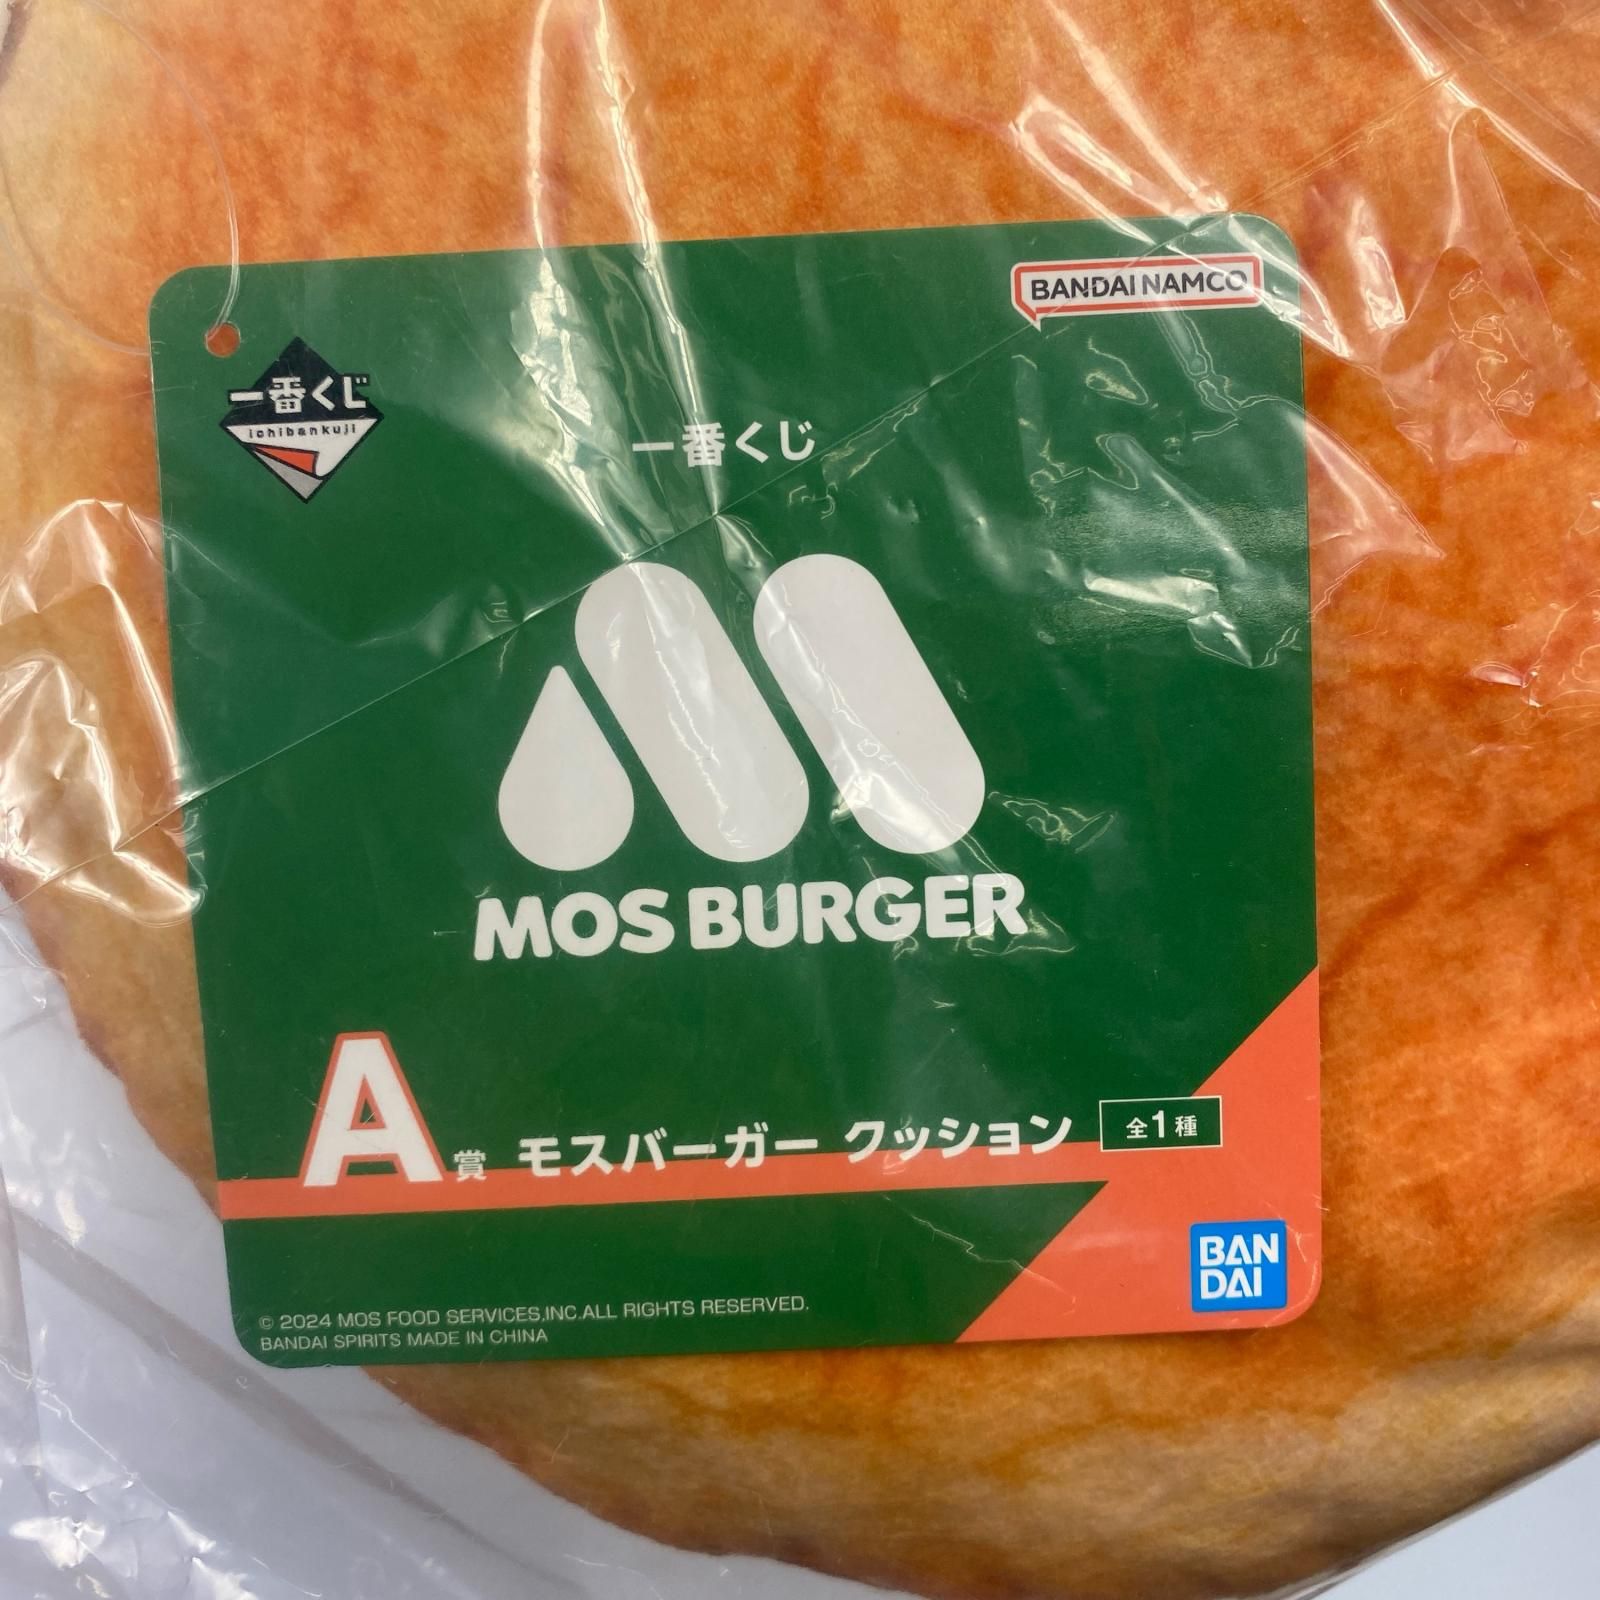 BANDAI NAMCO
一番くじ
ichibankuji
一番くじ
MOS BURGER
A賞 モスバーガー クッション 全1種
BAN
DAI
© 2024 MOS FOOD SERVICES,INC.ALL RIGHTS RESERVED.
BANDAI SPIRITS MADE IN CHINA